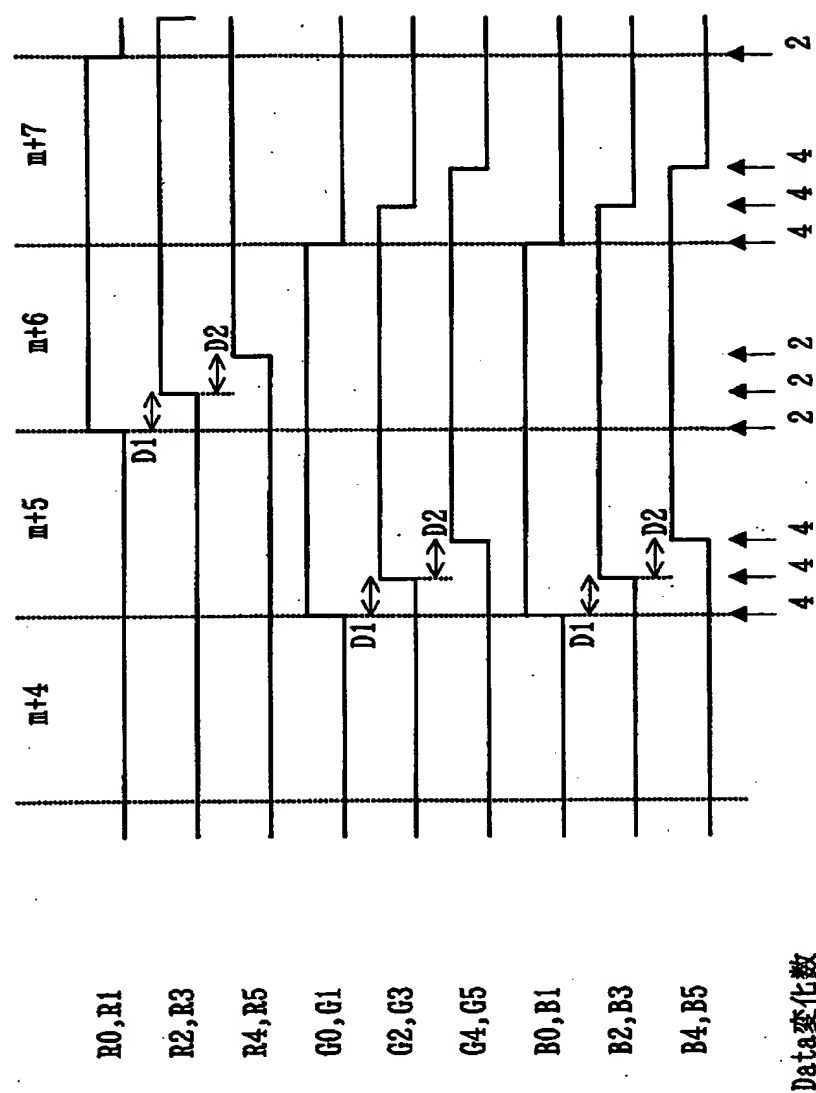 m+4
m+5
m+6
m+7
R0,R1
D1
R2,R3
D2
R4,R5
G0,G1
D1
G2,G3
D2
G4,G5
B0,B1
D1
B2,B3
D2
B4,B5
Data変化数
4
4
4
2
2
2
4
4
4
2